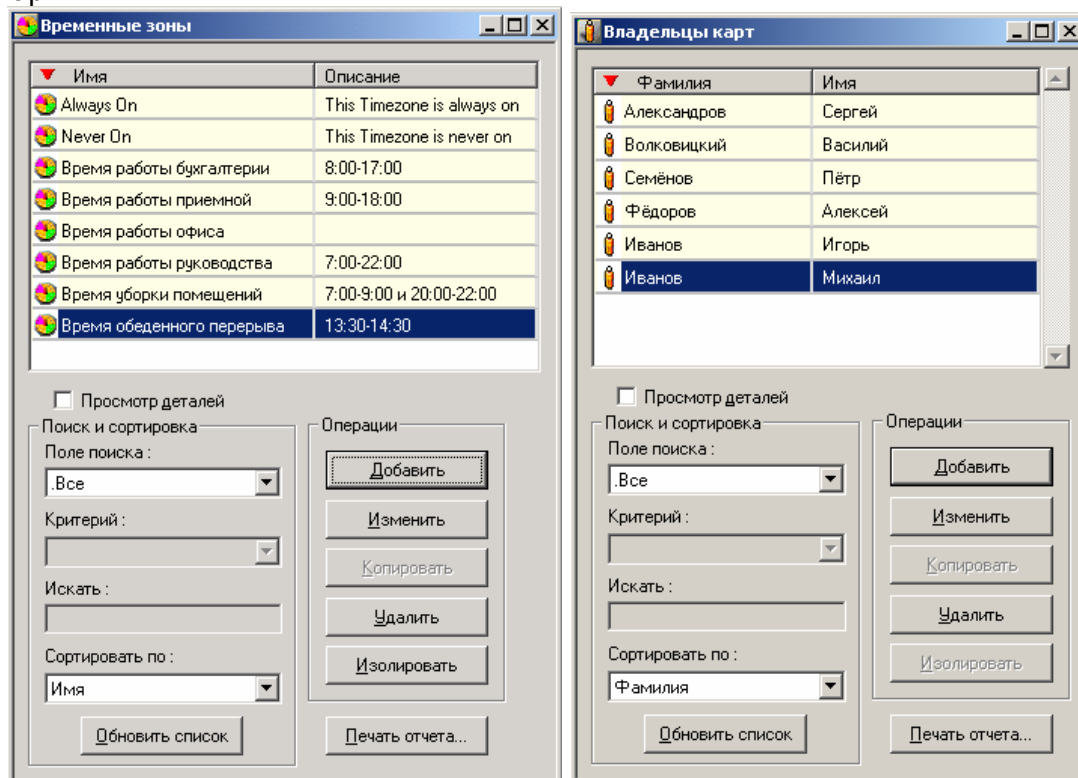 Временные зоны
Имя Описание
Always On This Timezone is always on
Never On This Timezone is never on
Время работы бухгалтерии 8:00-17:00
Время работы приемной 9:00-18:00
Время работы офиса
Время работы руководства 7:00-22:00
Время уборки помещений 7:00-9:00 и 20:00-22:00
Время обеденного перерыва 13:30-14:30
Просмотр деталей
Поиск и сортировка
Поле поиска :
.Все
Критерий :
Искать :
Сортировать по :
Имя
Обновить список
Операции
Добавить
Изменить
Копировать
Удалить
Изолировать
Печать отчета...
Владельцы карт
Фамилия Имя
Александров Сергей
Волковицкий Василий
Семёнов Пётр
Фёдоров Алексей
Иванов Игорь
Иванов Михаил
Просмотр деталей
Поиск и сортировка
Поле поиска :
.Все
Критерий :
Искать :
Сортировать по :
Фамилия
Обновить список
Операции
Добавить
Изменить
Копировать
Удалить
Изолировать
Печать отчета...